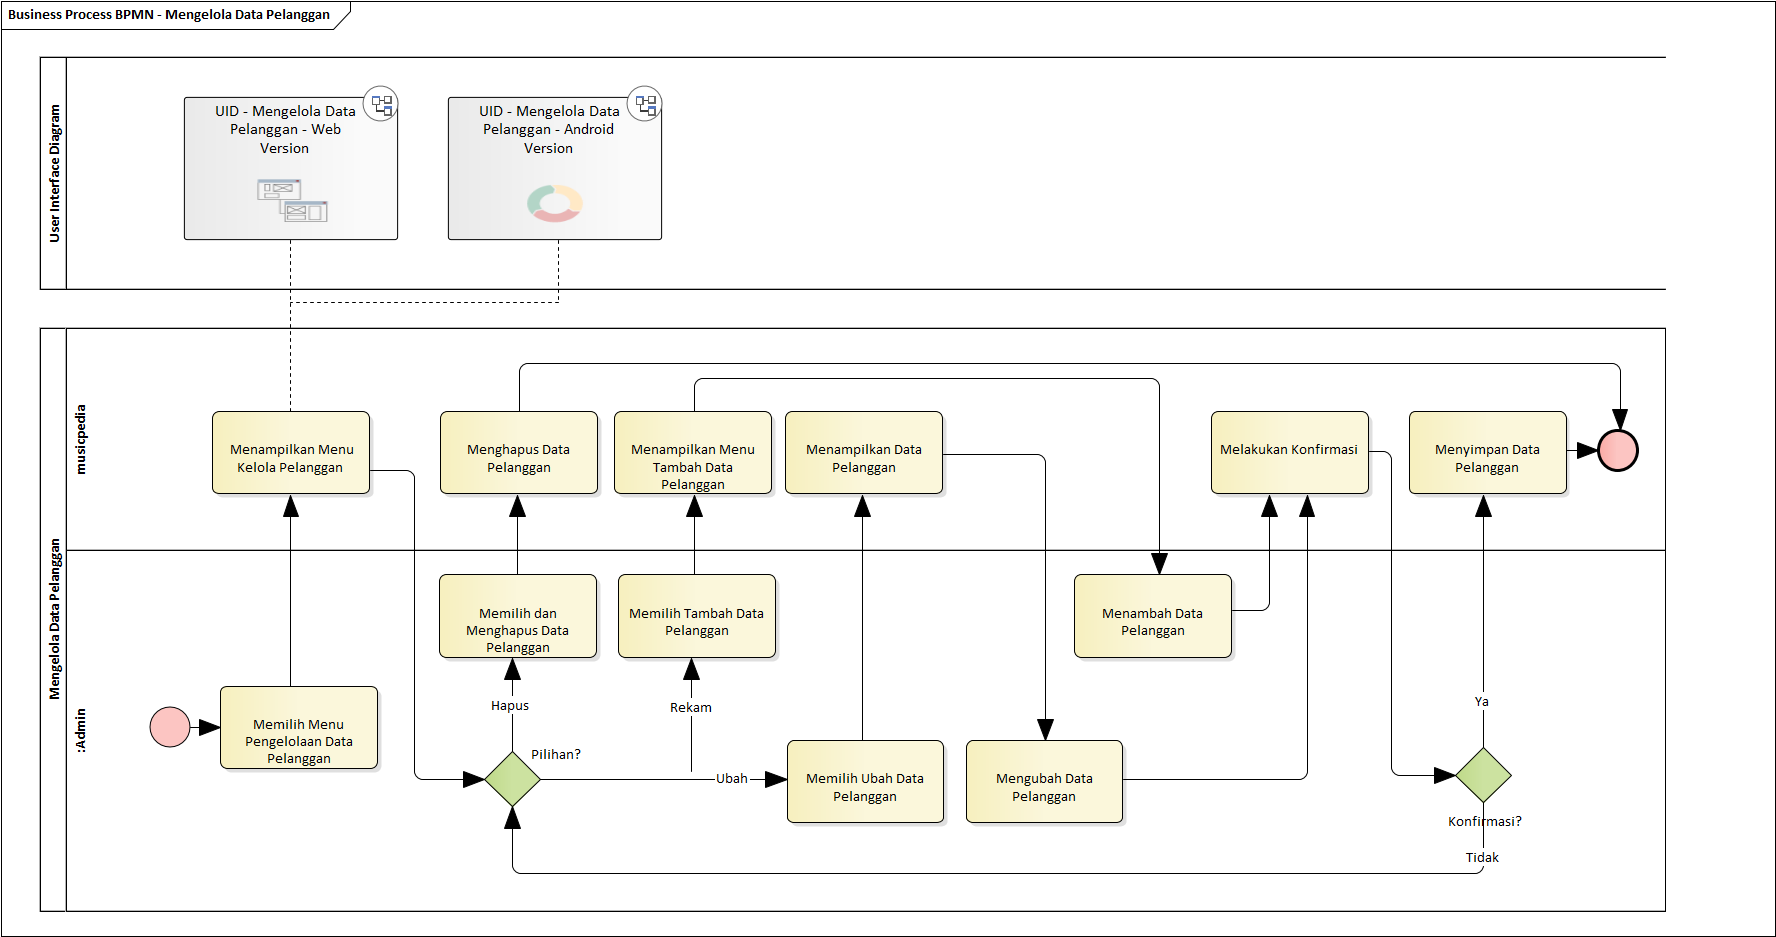 Business Process BPMN - Mengelola Data Pelanggan
User Interface Diagram
UID - Mengelola Data
Pelanggan - Web
Version
UID - Mengelola Data
Pelanggan - Android
Version
Mengelola Data Pelanggan
musicpedia
Menampilkan Menu
Kelola Pelanggan
Menghapus Data
Pelanggan
Menampilkan Menu
Tambah Data
Pelanggan
Menampilkan Data
Pelanggan
Melakukan Konfirmasi
Menyimpan Data
Pelanggan
:Admin
Memilih Menu
Pengelolaan Data
Pelanggan
Memilih dan
Menghapus Data
Pelanggan
Memilih Tambah Data
Pelanggan
Menambah Data
Pelanggan
Hapus
Rekam
Ya
Pilihan?
Ubah
Memilih Ubah Data
Pelanggan
Mengubah Data
Pelanggan
Konfirmasi?
Tidak